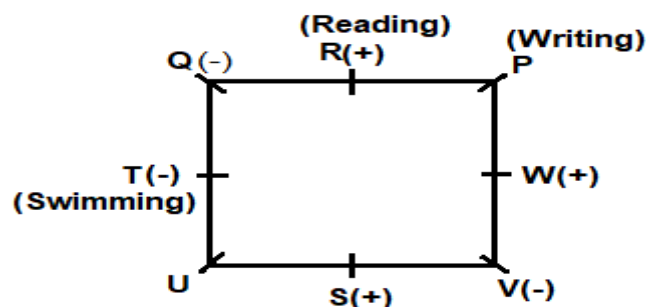 (Reading)
(Writing)
Q(-)
R(+)
P
T(-)
(Swimming)
W(+)
U
S(+)
V(-)